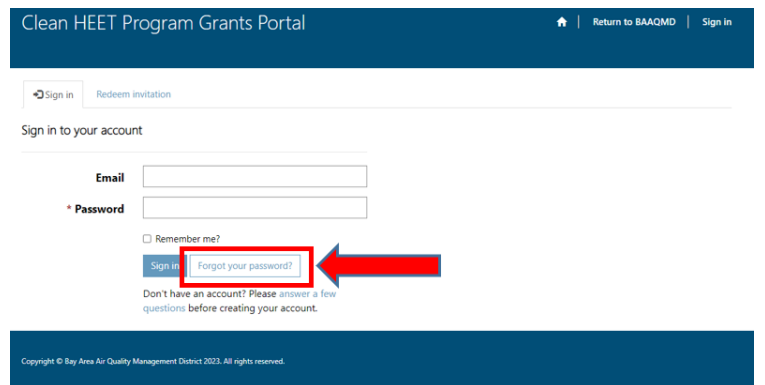 Clean HEET Program Grants Portal
Return to BAAQMD | Sign in
Sign in
Redeem invitation
Sign in to your account
Email
* Password
Remember me?
Sign in
Forgot your password?
Don't have an account? Please answer a few
questions before creating your account.
Copyright © Bay Area Air Quality Management District 2023. All rights reserved.